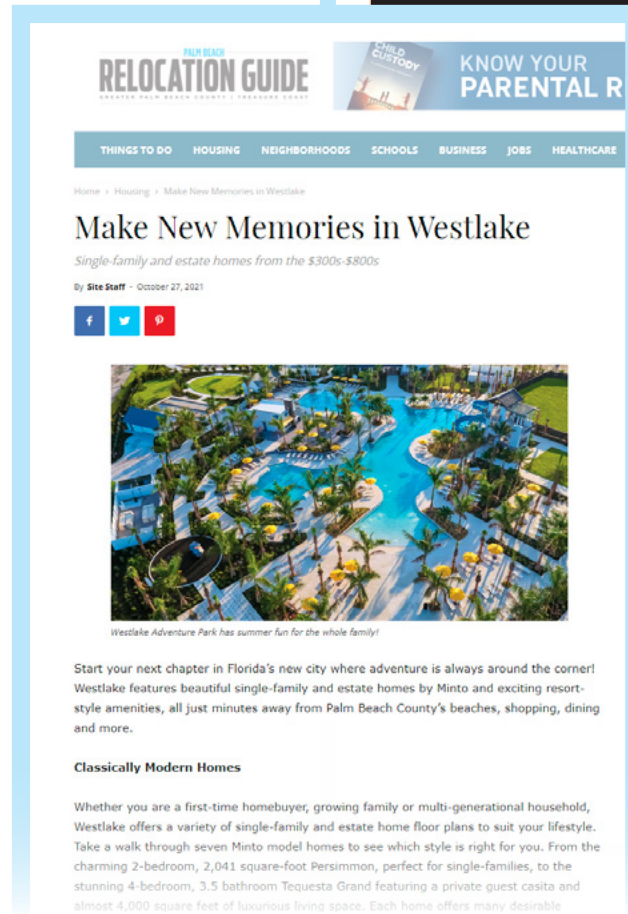 PALM BEACH
RELOCATION GUIDE
GREATER PALM BEACH COUNTY | TREASURE COAST
CHILD
CUSTODY
KNOW YOUR
PARENTAL R
THINGS TO DO HOUSING NEIGHBORHOODS SCHOOLS BUSINESS JOBS HEALTHCARE
Home › Housing › Make New Memories in Westlake
Make New Memories in Westlake
Single-family and estate homes from the $300s-$800s
By Site Staff - October 27, 2021
Westlake Adventure Park has summer fun for the whole family!
Start your next chapter in Florida's new city where adventure is always around the corner!
Westlake features beautiful single-family and estate homes by Minto and exciting resort-
style amenities, all just minutes away from Palm Beach County's beaches, shopping, dining
and more.
Classically Modern Homes
Whether you are a first-time homebuyer, growing family or multi-generational household,
Westlake offers a variety of single-family and estate home floor plans to suit your lifestyle.
Take a walk through seven Minto model homes to see which style is right for you. From the
charming 2-bedroom, 2,041 square-foot Persimmon, perfect for single-families, to the
stunning 4-bedroom, 3.5 bathroom Tequesta Grand featuring a private guest casita and
almost 4,000 square feet of luxurious living space. Each home offers many desirable